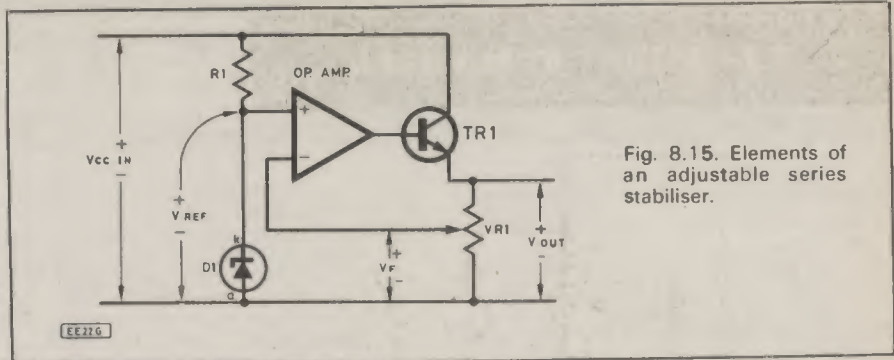 R1
OP. AMP.
+
TR1
+
VCC IN
-
+
VREF
-
-
k
D1
a
+
VF
-
VR1
+
VOUT
-
EE22G
Fig. 8.15. Elements of
an adjustable series
stabiliser.